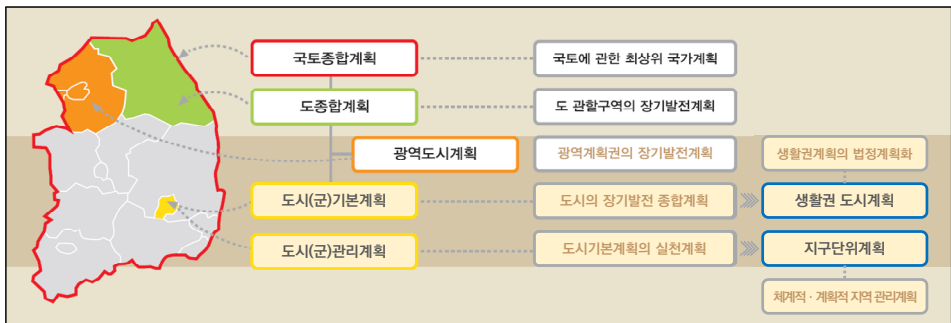 국토종합계획
국토에 관한 최상위 국가계획
도종합계획
도 관할구역의 장기발전계획
광역도시계획
광역계획권의 장기발전계획
생활권계획의 법정계획화
도시(군)기본계획
도시의 장기발전 종합계획
생활권 도시계획
도시(군)관리계획
도시기본계획의 실천계획
지구단위계획
체계적·계획적 지역 관리계획